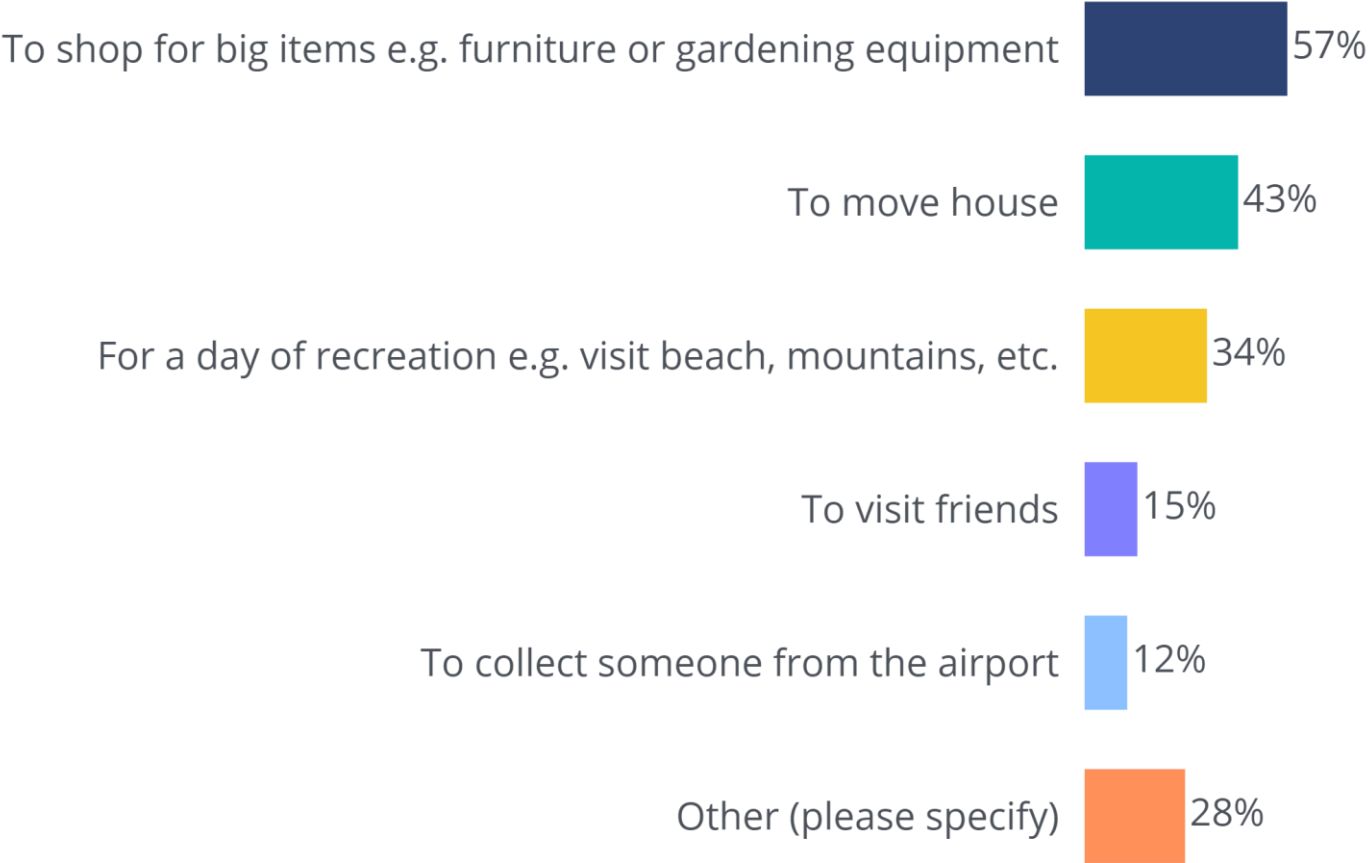 To shop for big items e.g. furniture or gardening equipment 57%
To move house 43%
For a day of recreation e.g. visit beach, mountains, etc. 34%
To visit friends 15%
To collect someone from the airport 12%
Other (please specify) 28%